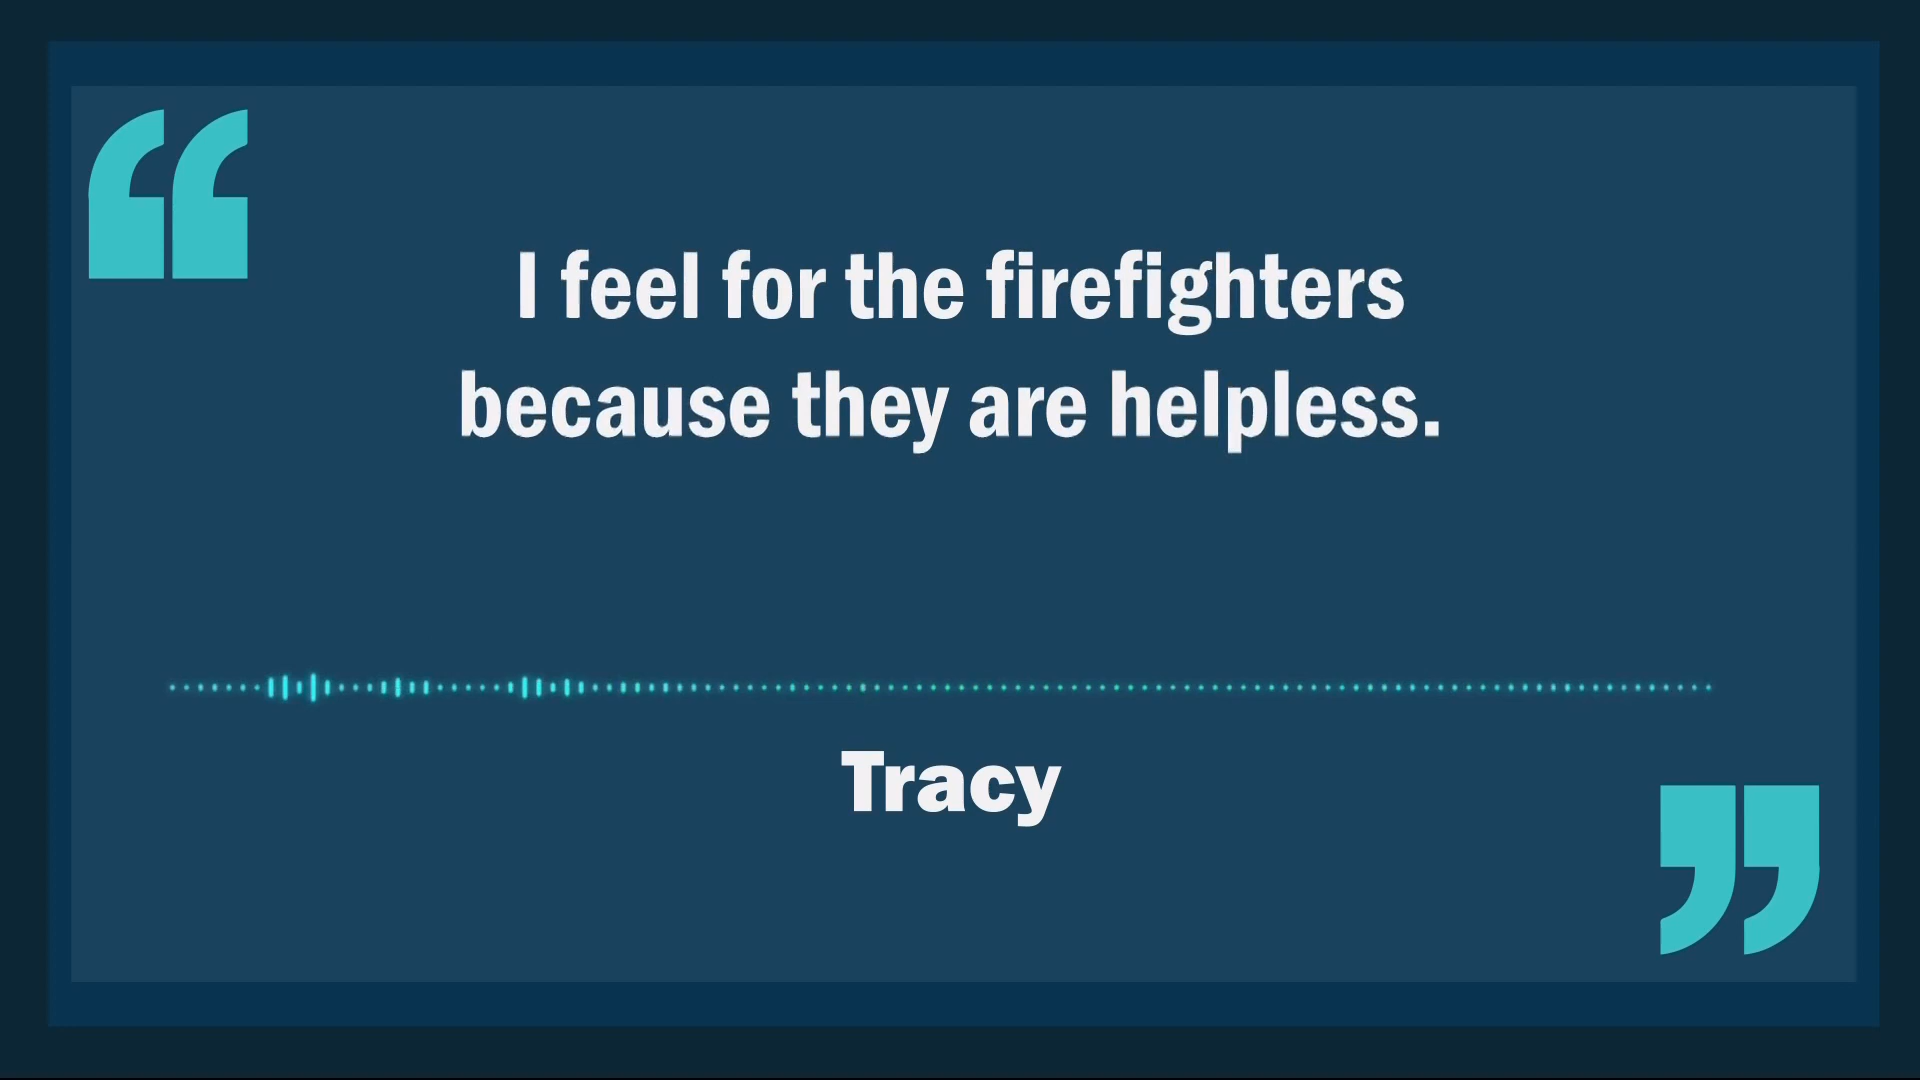 “
I feel for the firefighters
because they are helpless.
Tracy
”